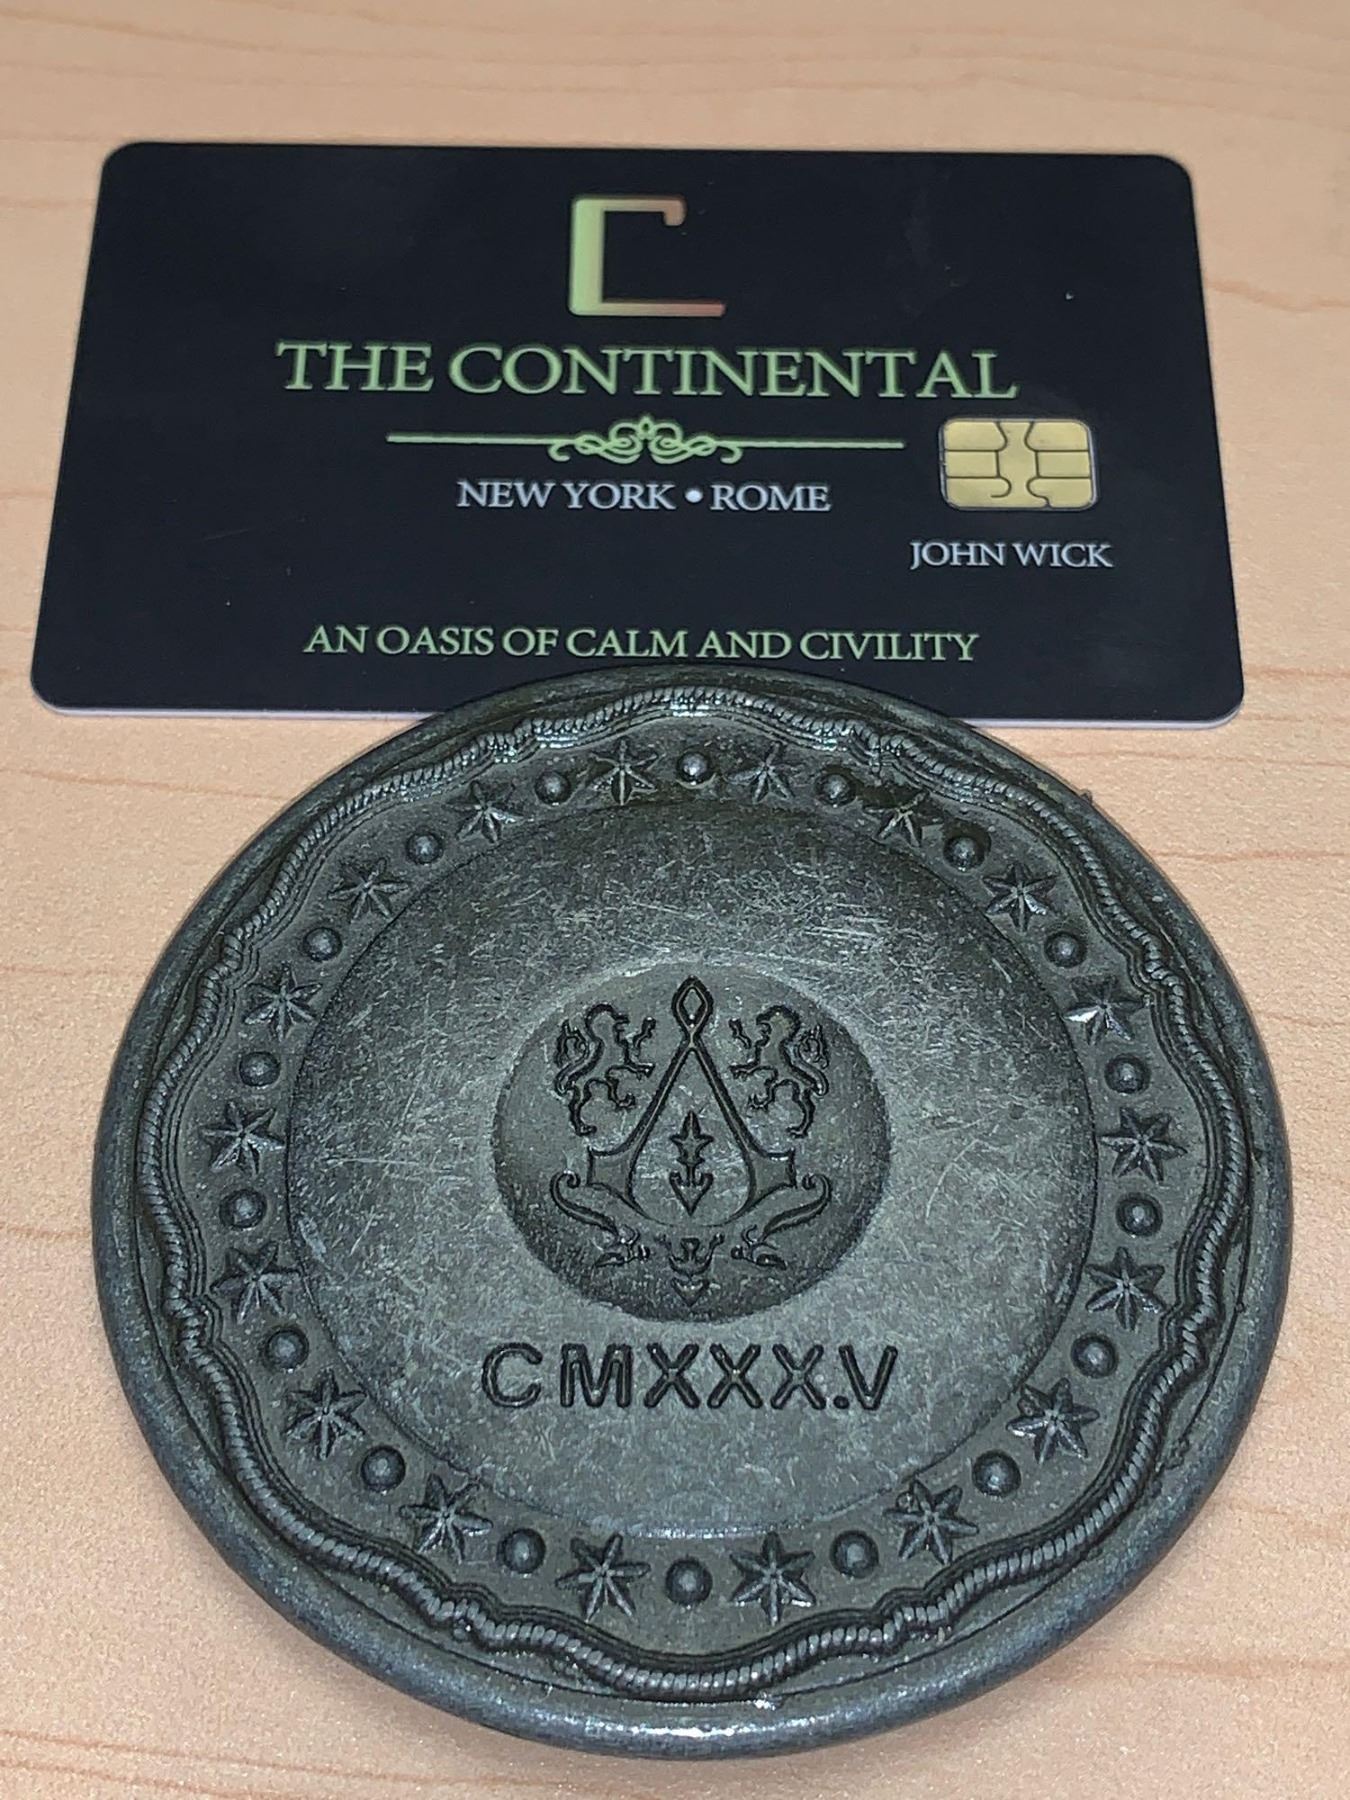 C
THE CONTINENTAL
NEW YORK • ROME
JOHN WICK
AN OASIS OF CALM AND CIVILITY
CMXXX.V